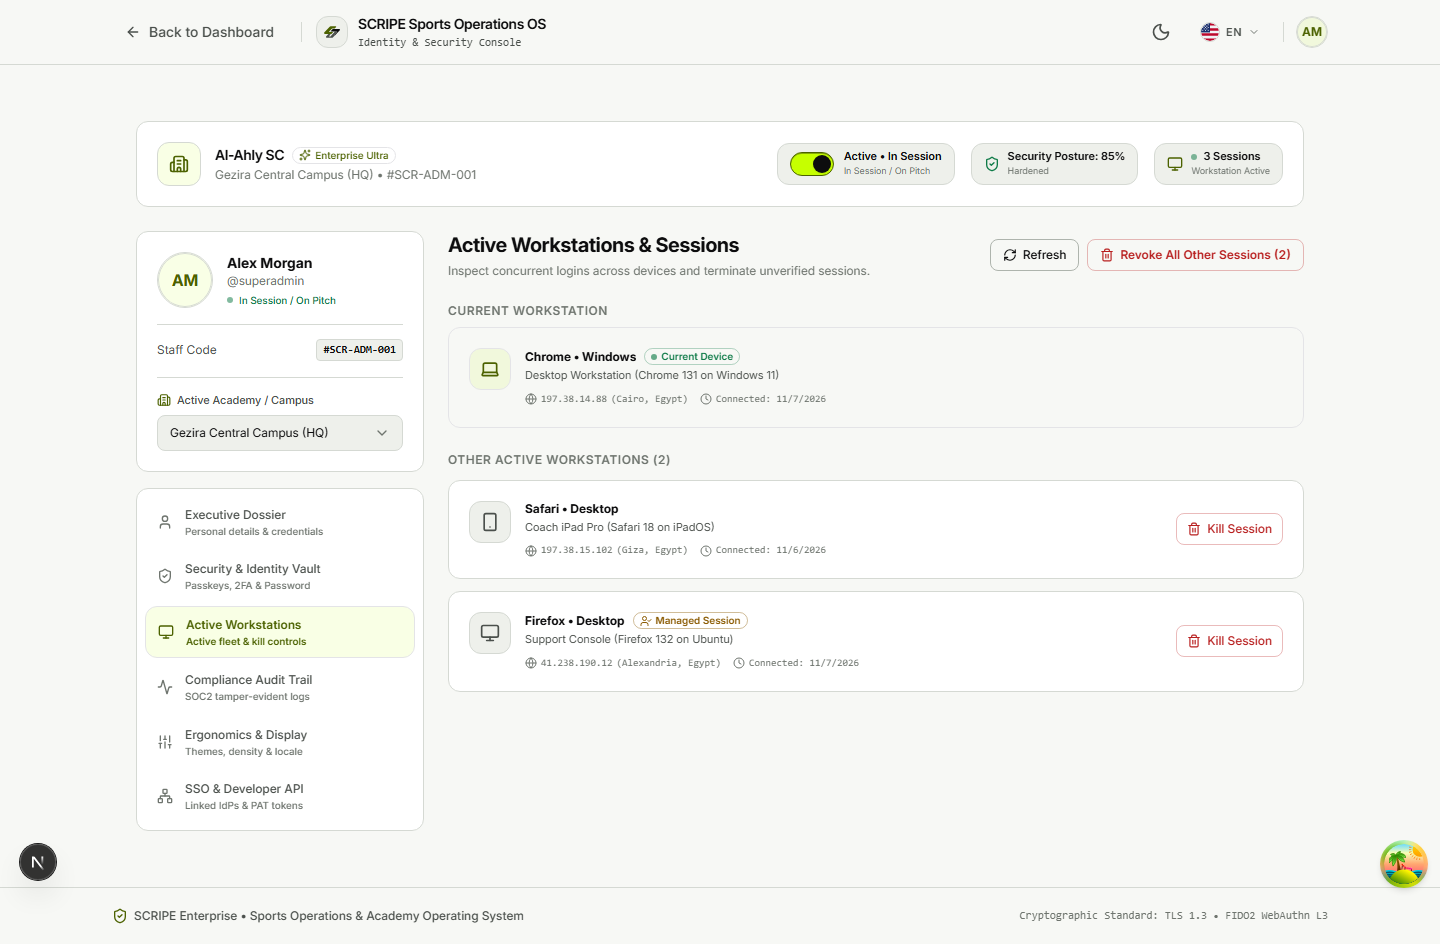 Back to Dashboard
SCRIPE Sports Operations OS
Identity & Security Console
EN
AM
Al-Ahly SC
Enterprise Ultra
Gezira Central Campus (HQ) • #SCR-ADM-001
Active • In Session
In Session / On Pitch
Security Posture: 85%
Hardened
3 Sessions
Workstation Active
AM
Alex Morgan
@superadmin
In Session / On Pitch
Staff Code
#SCR-ADM-001
Active Academy / Campus
Gezira Central Campus (HQ)
Executive Dossier
Personal details & credentials
Security & Identity Vault
Passkeys, 2FA & Password
Active Workstations
Active fleet & kill controls
Compliance Audit Trail
SOC2 tamper-evident logs
Ergonomics & Display
Themes, density & locale
SSO & Developer API
Linked IdPs & PAT tokens
Active Workstations & Sessions
Inspect concurrent logins across devices and terminate unverified sessions.
Refresh
Revoke All Other Sessions (2)
CURRENT WORKSTATION
Chrome • Windows
Current Device
Desktop Workstation (Chrome 131 on Windows 11)
197.38.14.88 (Cairo, Egypt)
Connected: 11/7/2026
OTHER ACTIVE WORKSTATIONS (2)
Safari • Desktop
Coach iPad Pro (Safari 18 on iPadOS)
197.38.15.102 (Giza, Egypt)
Connected: 11/6/2026
Kill Session
Firefox • Desktop
Managed Session
Support Console (Firefox 132 on Ubuntu)
41.238.190.12 (Alexandria, Egypt)
Connected: 11/7/2026
Kill Session
N
SCRIPE Enterprise • Sports Operations & Academy Operating System
Cryptographic Standard: TLS 1.3 • FIDO2 WebAuthn L3